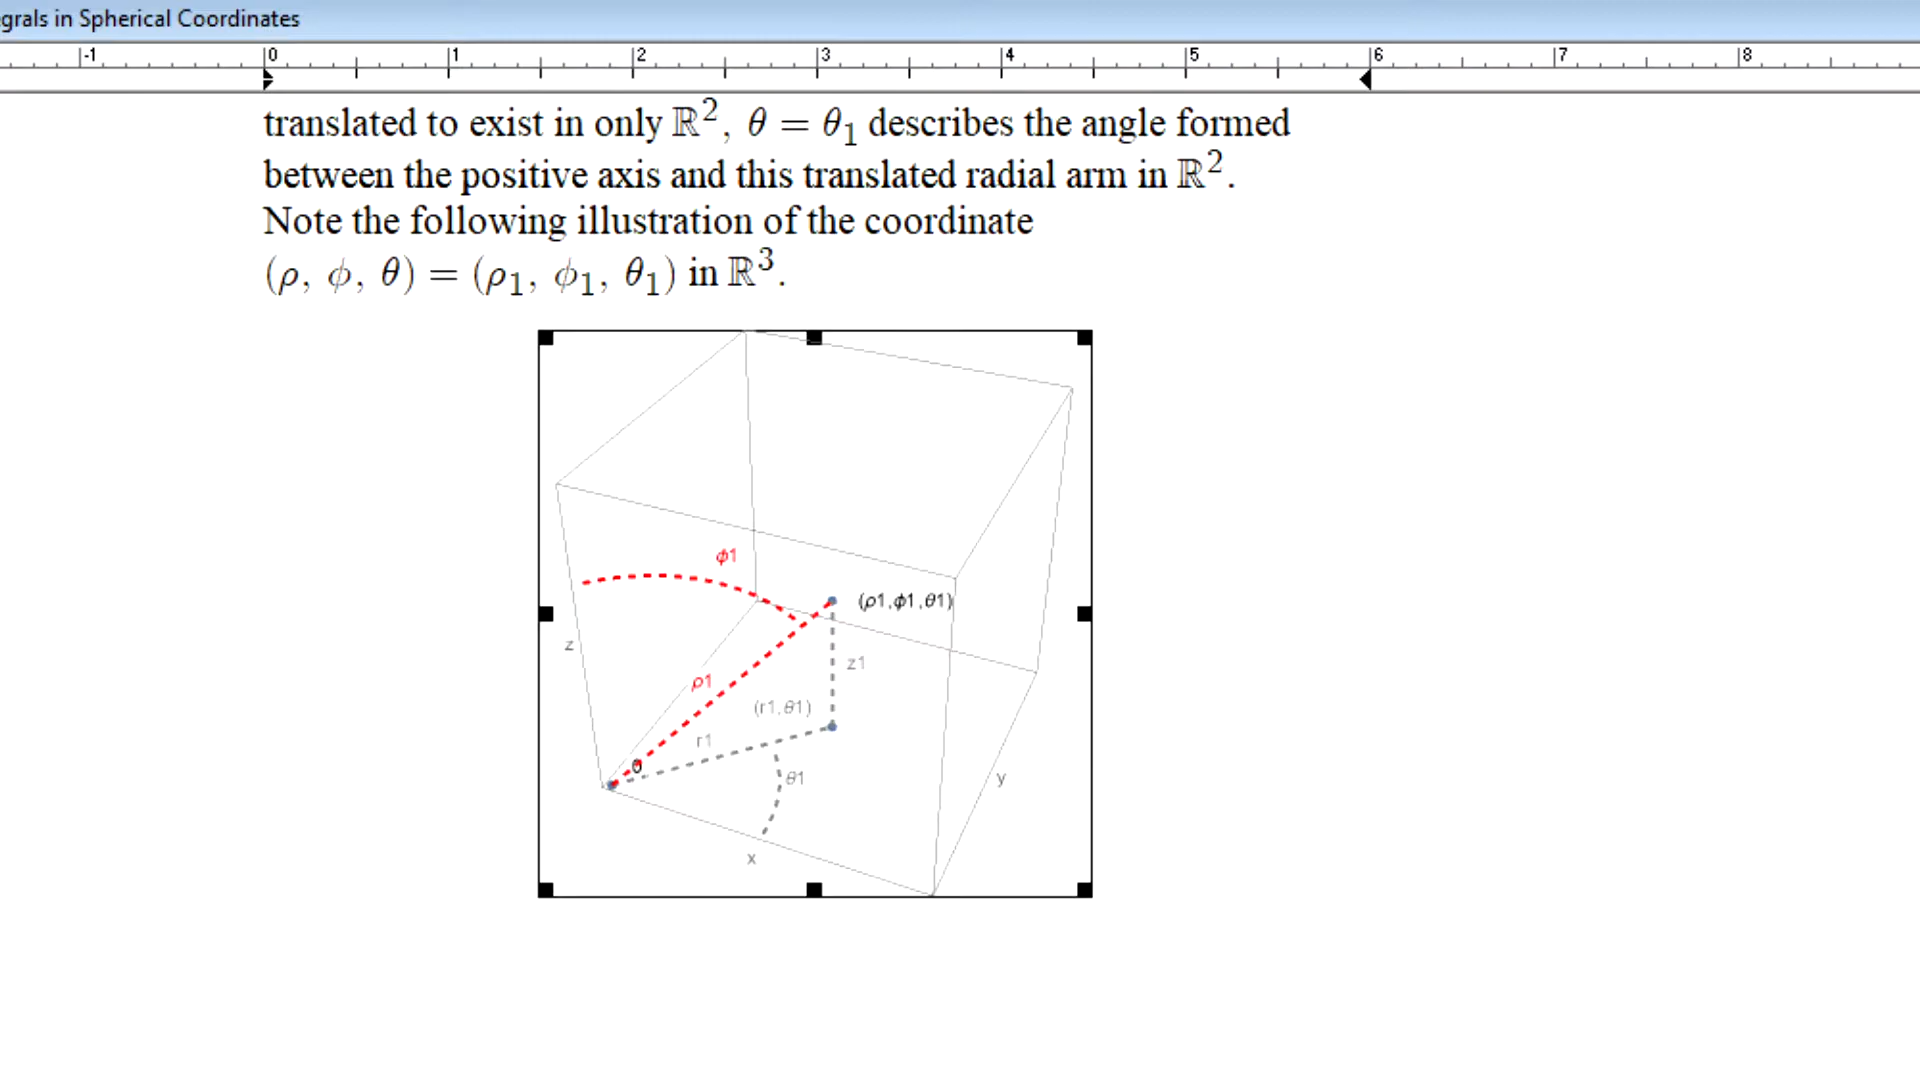 egrals in Spherical Coordinates
-1 0 1 2 3 4 5 6 7 8
translated to exist in only ℝ², θ = θ₁ describes the angle formed
between the positive axis and this translated radial arm in ℝ².
Note the following illustration of the coordinate
(ρ, ϕ, θ) = (ρ₁, ϕ₁, θ₁) in ℝ³.
ϕ1
(ρ1,ϕ1,θ1)
z
z1
ρ1
(r1,θ1)
r1
0
θ1
y
x